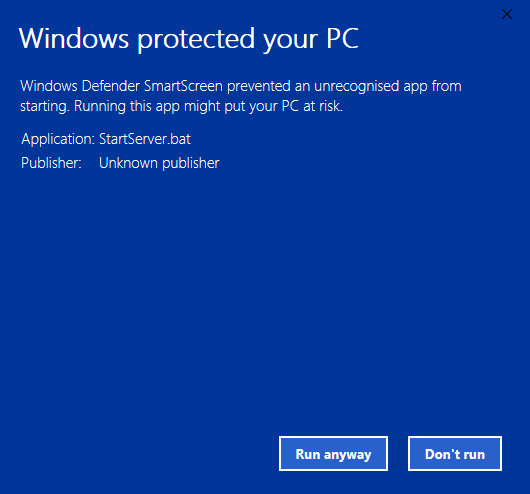 Windows protected your PC
Windows Defender SmartScreen prevented an unrecognised app from
starting. Running this app might put your PC at risk.
Application: StartServer.bat
Publisher: Unknown publisher
Run anyway
Don't run